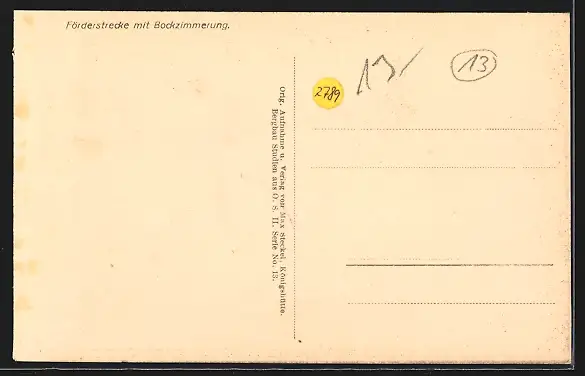 Förderstrecke mit Bockzimmerung.
Orig. Aufnahme u. Verlag von Max Steckel, Königshütte.
Bergbau Studien aus O. S. II. Serie No. 13.
2789
13